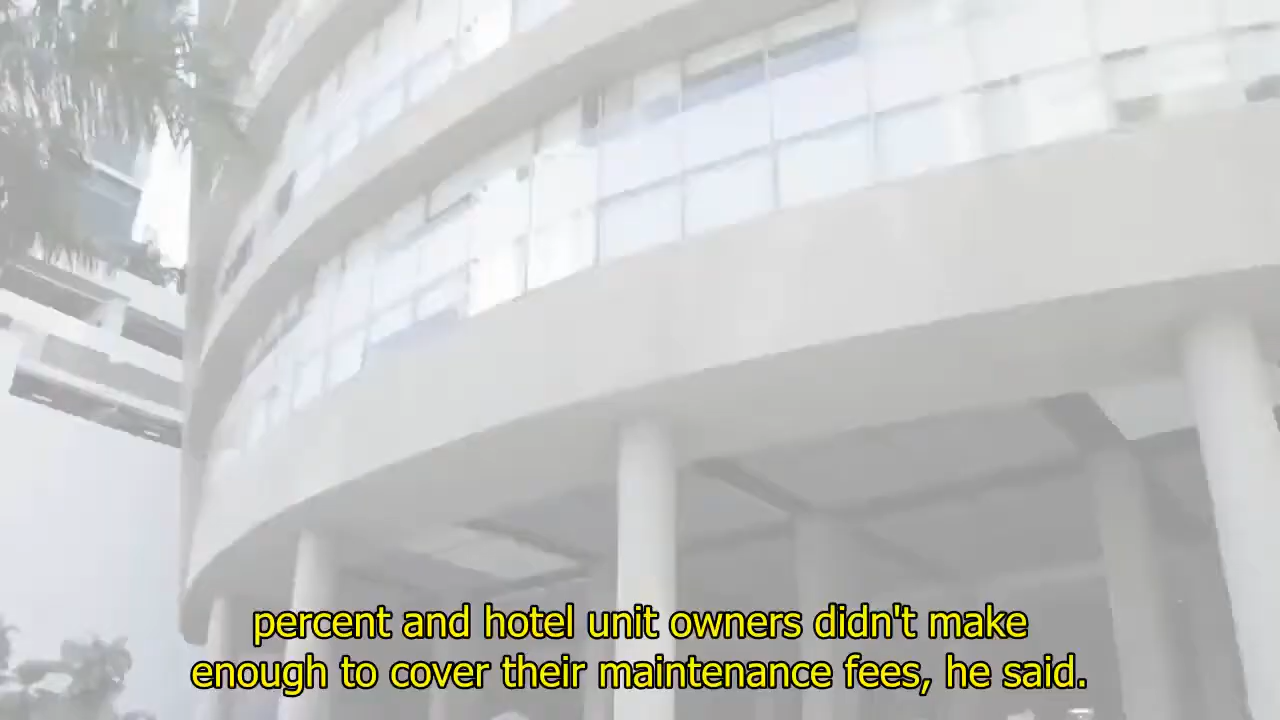 percent and hotel unit owners didn't make
enough to cover their maintenance fees, he said.